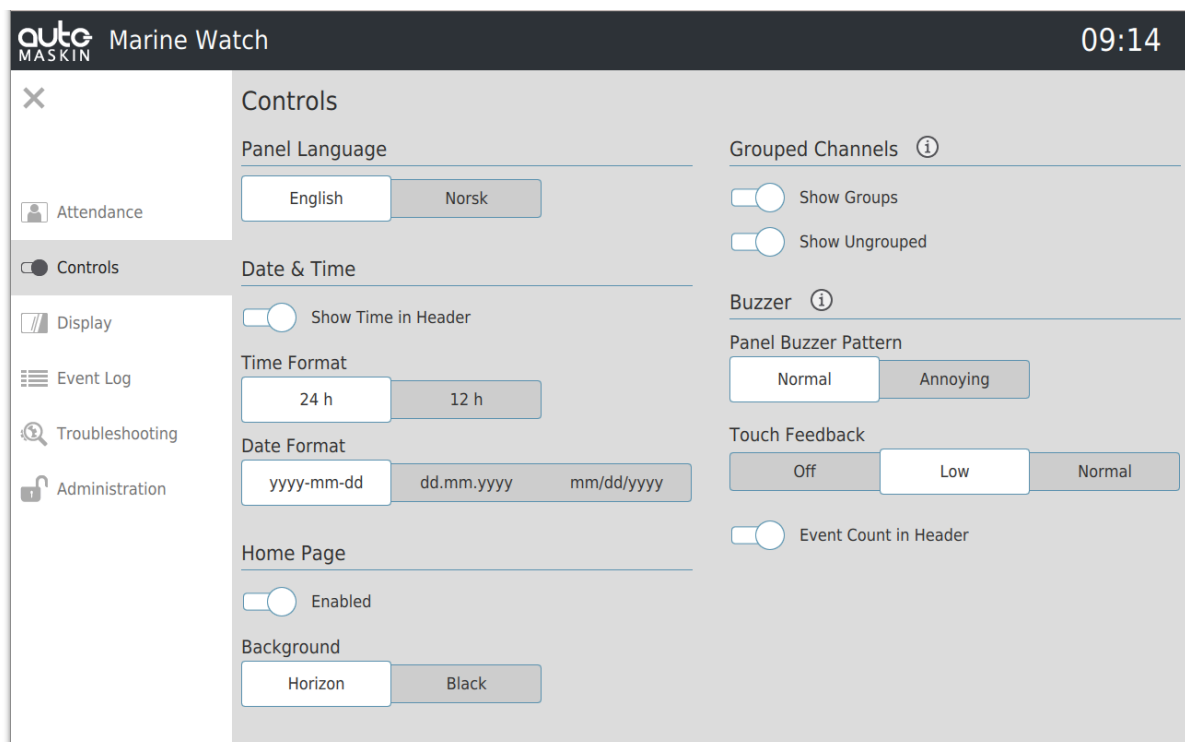 auto
MASKIN
Marine Watch
09:14
Attendance
Controls
Display
Event Log
Troubleshooting
Administration
Controls
Panel Language
English Norsk
Date & Time
Show Time in Header
Time Format
24 h 12 h
Date Format
yyyy-mm-dd dd.mm.yyyy mm/dd/yyyy
Home Page
Enabled
Background
Horizon Black
Grouped Channels
Show Groups
Show Ungrouped
Buzzer
Panel Buzzer Pattern
Normal Annoying
Touch Feedback
Off Low Normal
Event Count in Header